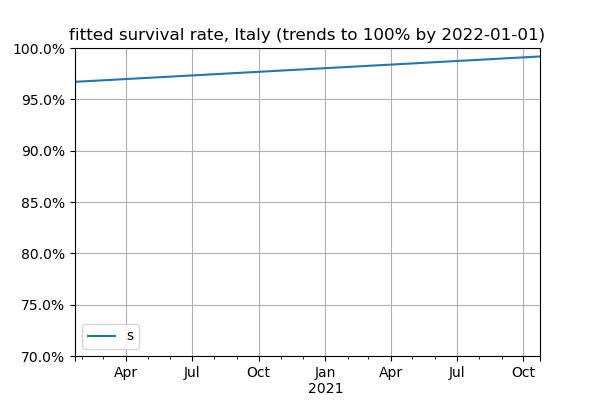 fitted survival rate, Italy (trends to 100% by 2022-01-01)
100.0%
95.0%
90.0%
85.0%
80.0%
75.0%
70.0%
s
Apr Jul Oct Jan Apr Jul Oct
2021